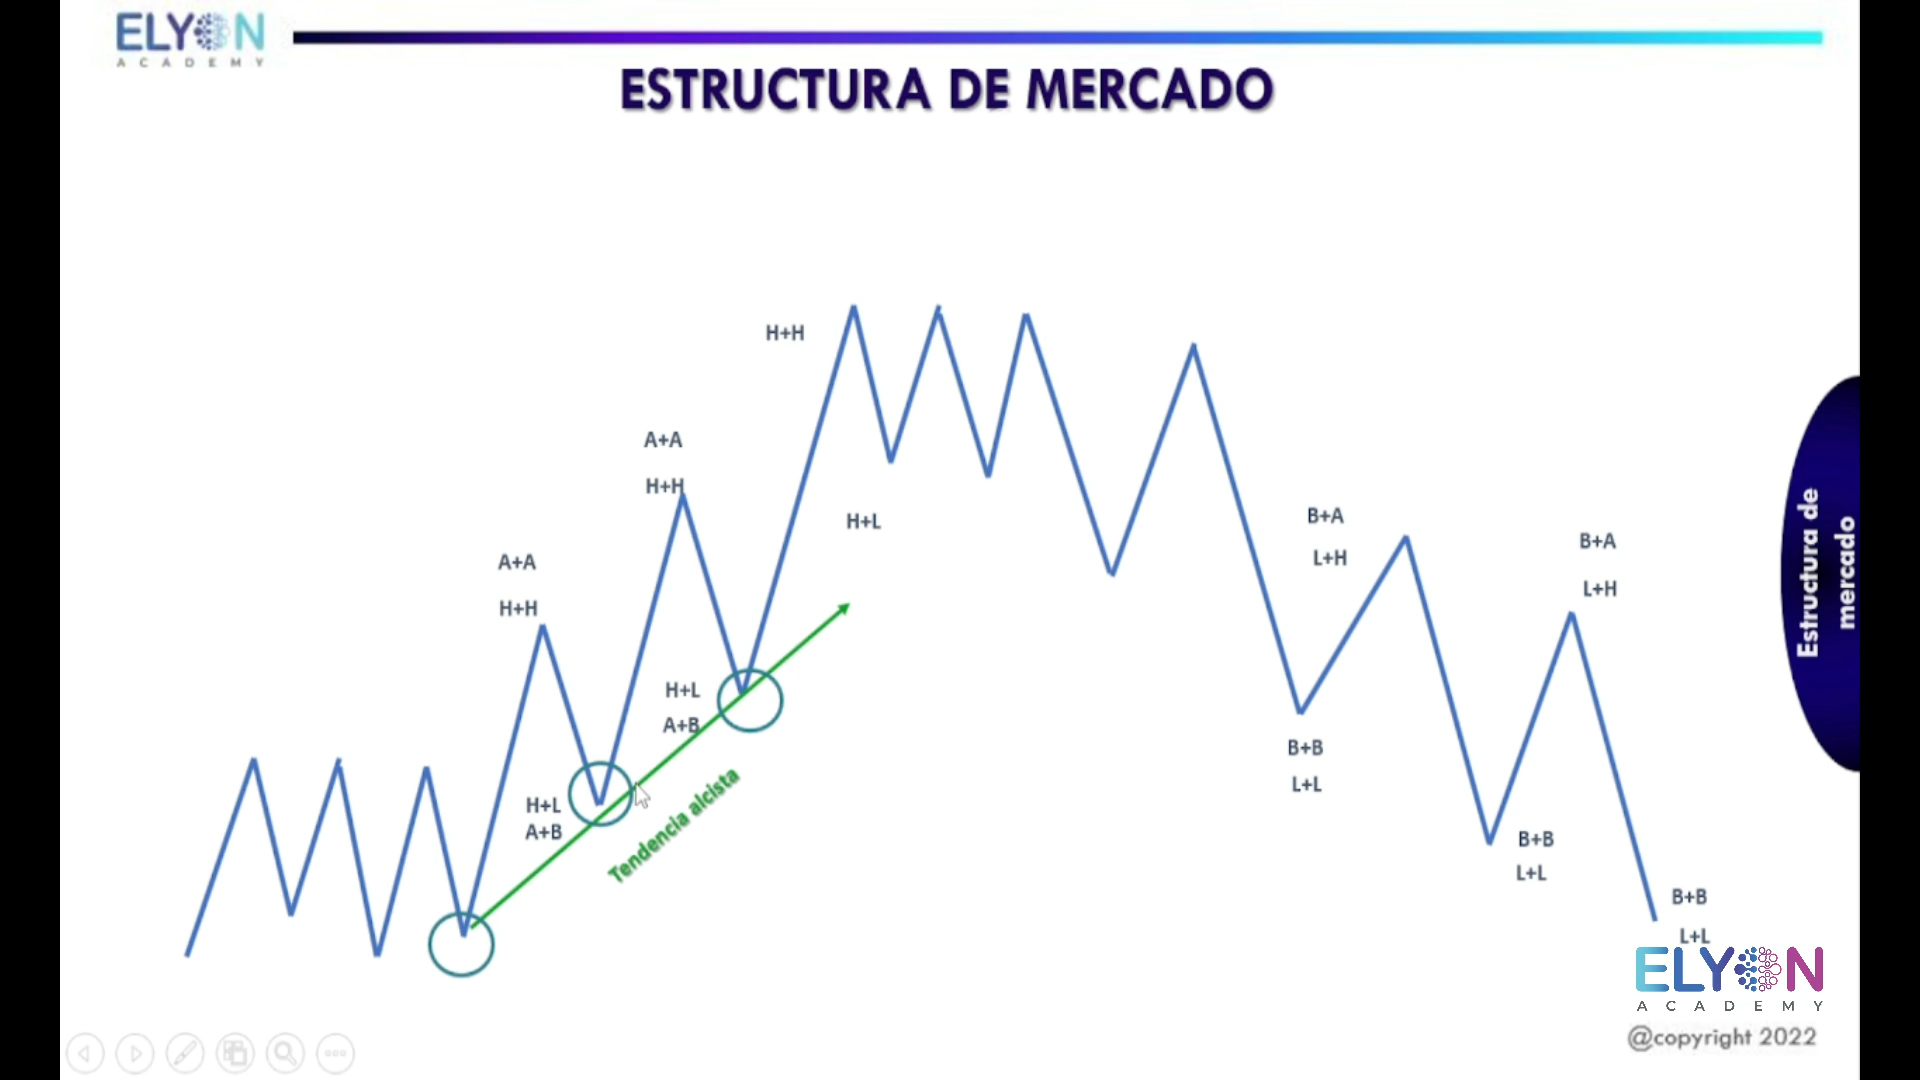 ELYON
ACADEMY
ESTRUCTURA DE MERCADO
H+H
A+A
H+H
H+L
A+A
H+H
B+A
L+H
B+A
L+H
H+L
A+B
H+L
A+B
Tendencia alcista
B+B
L+L
B+B
L+L
B+B
L+L
Estructura de
mercado
ELYON
ACADEMY
@copyright 2022